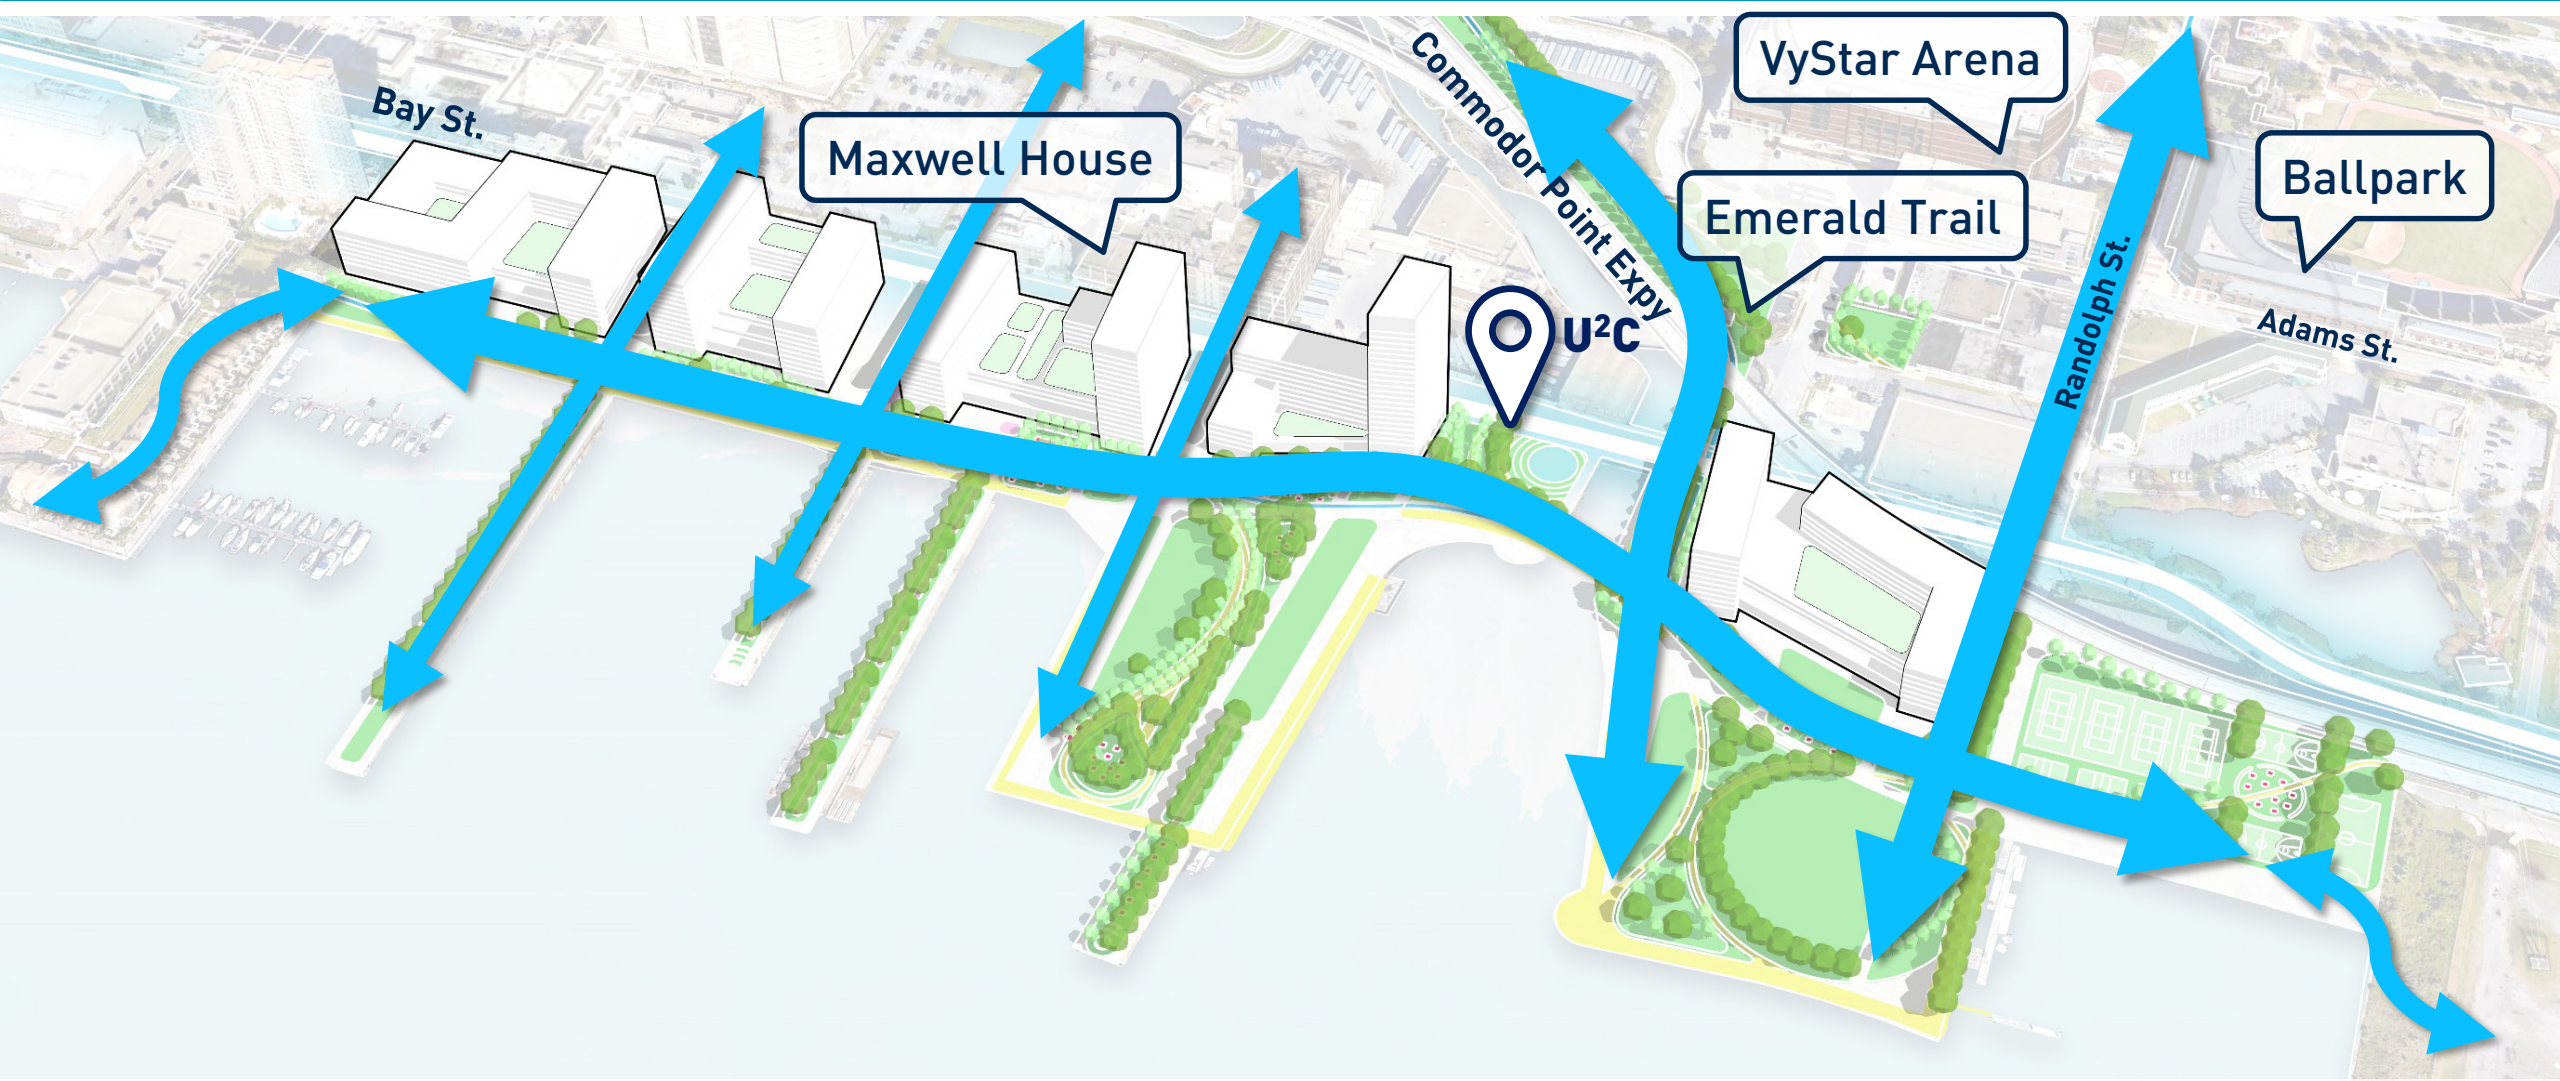 Bay St.
Maxwell House
Commodor Point Expy
VyStar Arena
Emerald Trail
Ballpark
U²C
Randolph St.
Adams St.